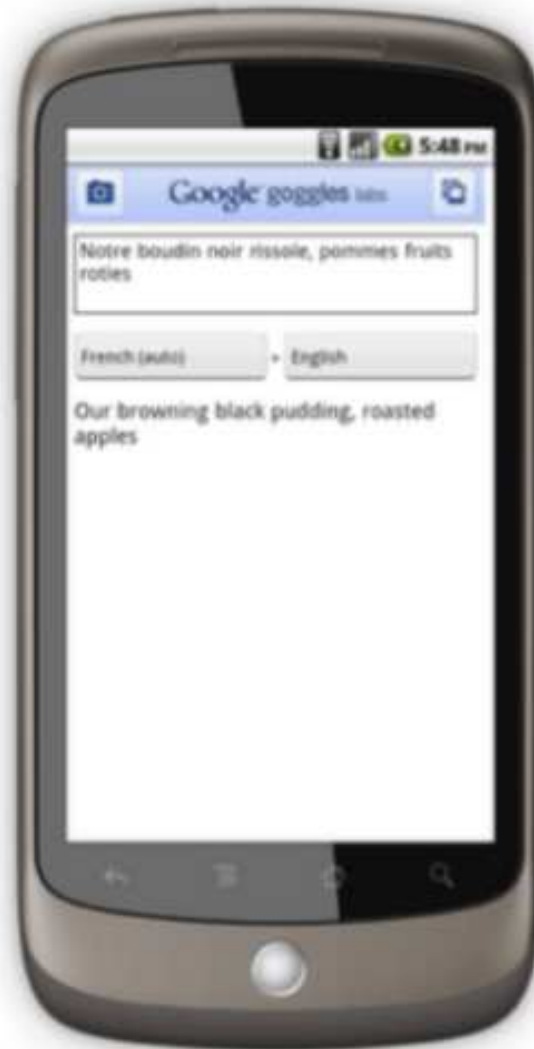 5:48 PM
Google goggles labs
Notre boudin noir rissole, pommes fruits
roties
French (auto)
English
Our browning black pudding, roasted
apples